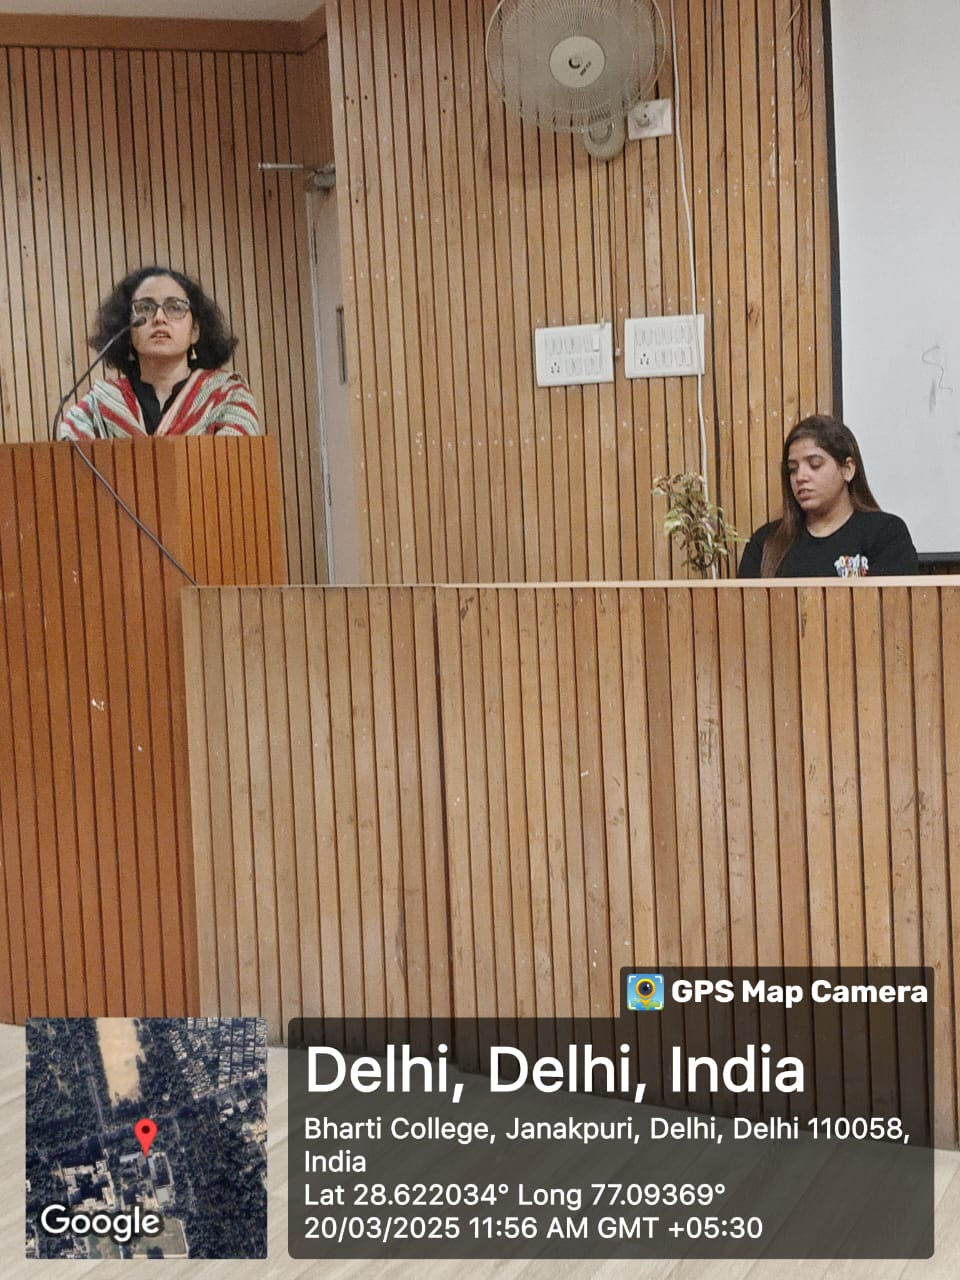 GPS Map Camera
Delhi, Delhi, India
Bharti College, Janakpuri, Delhi, Delhi 110058,
India
Lat 28.622034° Long 77.09369°
20/03/2025 11:56 AM GMT +05:30
Google